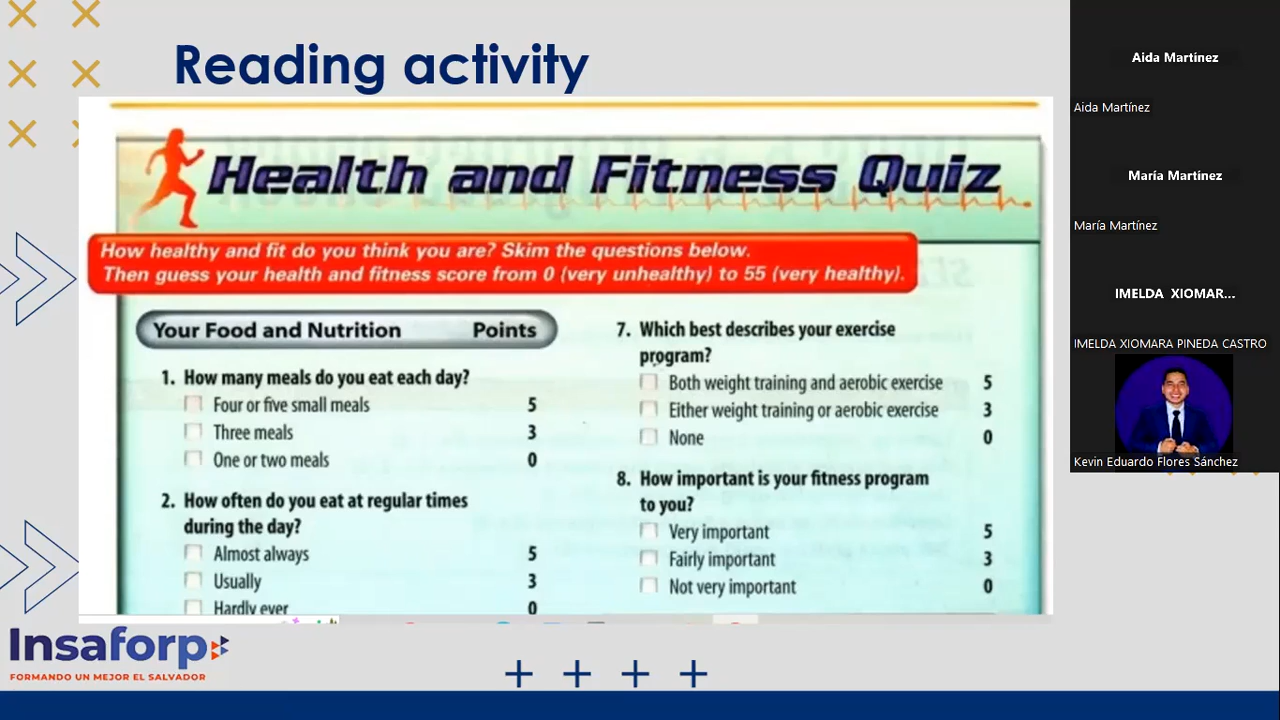 Reading activity
Health and Fitness Quiz
How healthy and fit do you think you are? Skim the questions below.
Then guess your health and fitness score from 0 (very unhealthy) to 55 (very healthy).
Your Food and Nutrition Points
1. How many meals do you eat each day?
Four or five small meals 5
Three meals 3
One or two meals 0
2. How often do you eat at regular times
during the day?
Almost always 5
Usually 3
Hardly ever 0
7. Which best describes your exercise
program?
Both weight training and aerobic exercise 5
Either weight training or aerobic exercise 3
None 0
8. How important is your fitness program
to you?
Very important 5
Fairly important 3
Not very important 0
Insaforp
FORMANDO UN MEJOR EL SALVADOR
Aida Martínez
Aida Martínez
María Martínez
María Martínez
IMELDA XIOMAR...
IMELDA XIOMARA PINEDA CASTRO
Kevin Eduardo Flores Sánchez